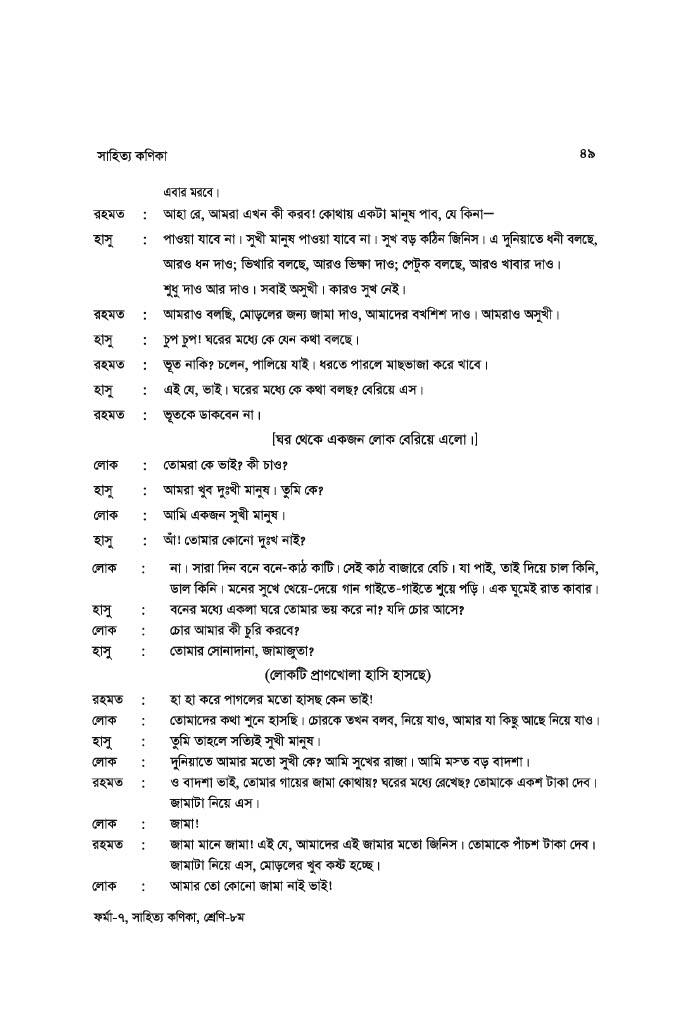 সাহিত্য কণিকা ৪৯
এবার মরবে।
রহমত : আহা রে, আমরা এখন কী করব! কোথায় একটা মানুষ পাব, যে কিনা—
হাসু : পাওয়া যাবে না। সুখী মানুষ পাওয়া যাবে না। সুখ বড় কঠিন জিনিস। এ দুনিয়াতে ধনী বলছে,
আরও ধন দাও; ভিখারি বলছে, আরও ভিক্ষা দাও; পেটুক বলছে, আরও খাবার দাও।
শুধু দাও আর দাও। সবাই অসুখী। কারও সুখ নেই।
রহমত : আমরাও বলছি, মোড়লের জন্য জামা দাও, আমাদের বখশিশ দাও। আমরাও অসুখী।
হাসু : চুপ চুপ! ঘরের মধ্যে কে যেন কথা বলছে।
রহমত : ভূত নাকি? চলেন, পালিয়ে যাই। ধরতে পারলে মাছভাজা করে খাবে।
হাসু : এই যে, ভাই। ঘরের মধ্যে কে কথা বলছ? বেরিয়ে এস।
রহমত : ভূতকে ডাকবেন না।
[ঘর থেকে একজন লোক বেরিয়ে এলো।]
লোক : তোমরা কে ভাই? কী চাও?
হাসু : আমরা খুব দুঃখী মানুষ। তুমি কে?
লোক : আমি একজন সুখী মানুষ।
হাসু : আঁ! তোমার কোনো দুঃখ নাই?
লোক : না। সারা দিন বনে বনে-কাঠ কাটি। সেই কাঠ বাজারে বেচি। যা পাই, তাই দিয়ে চাল কিনি,
ডাল কিনি। মনের সুখে খেয়ে-দেয়ে গান গাইতে-গাইতে শুয়ে পড়ি। এক ঘুমেই রাত কাবার।
হাসু : বনের মধ্যে একলা ঘরে তোমার ভয় করে না? যদি চোর আসে?
লোক : চোর আমার কী চুরি করবে?
হাসু : তোমার সোনাদানা, জামাজুতা?
(লোকটি প্রাণখোলা হাসি হাসছে)
রহমত : হা হা করে পাগলের মতো হাসছ কেন ভাই!
লোক : তোমাদের কথা শুনে হাসছি। চোরকে তখন বলব, নিয়ে যাও, আমার যা কিছু আছে নিয়ে যাও।
হাসু : তুমি তাহলে সত্যিই সুখী মানুষ।
লোক : দুনিয়াতে আমার মতো সুখী কে? আমি সুখের রাজা। আমি মস্ত বড় বাদশা।
রহমত : ও বাদশা ভাই, তোমার গায়ের জামা কোথায়? ঘরের মধ্যে রেখেছ? তোমাকে একশ টাকা দেব।
জামাটা নিয়ে এস।
লোক : জামা!
রহমত : জামা মানে জামা! এই যে, আমাদের এই জামার মতো জিনিস। তোমাকে পাঁচশ টাকা দেব।
জামাটা নিয়ে এস, মোড়লের খুব কষ্ট হচ্ছে।
লোক : আমার তো কোনো জামা নাই ভাই!
ফর্মা-৭, সাহিত্য কণিকা, শ্রেণি-৮ম